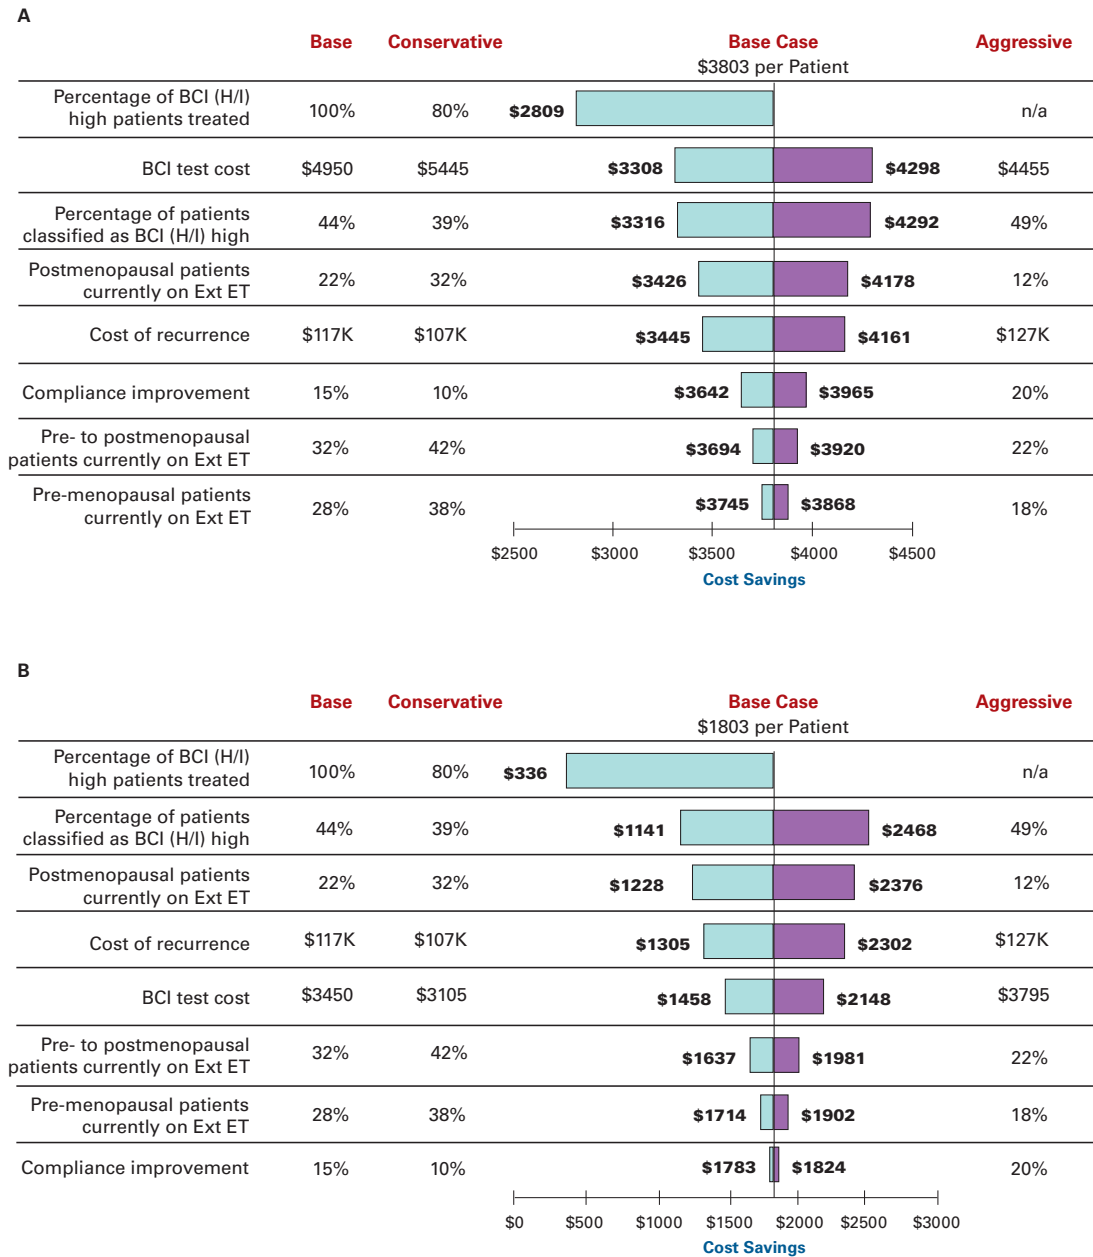 A
Base Conservative Base Case Aggressive
$3803 per Patient
Percentage of BCI (H/I)
high patients treated 100% 80% $2809 n/a
BCI test cost $4950 $5445 $3308 $4298 $4455
Percentage of patients
classified as BCI (H/I) high 44% 39% $3316 $4292 49%
Postmenopausal patients
currently on Ext ET 22% 32% $3426 $4178 12%
Cost of recurrence $117K $107K $3445 $4161 $127K
Compliance improvement 15% 10% $3642 $3965 20%
Pre- to postmenopausal
patients currently on Ext ET 32% 42% $3694 $3920 22%
Pre-menopausal patients
currently on Ext ET 28% 38% $3745 $3868 18%
$2500 $3000 $3500 $4000 $4500
Cost Savings
B
Base Conservative Base Case Aggressive
$1803 per Patient
Percentage of BCI (H/I)
high patients treated 100% 80% $336 n/a
Percentage of patients
classified as BCI (H/I) high 44% 39% $1141 $2468 49%
Postmenopausal patients
currently on Ext ET 22% 32% $1228 $2376 12%
Cost of recurrence $117K $107K $1305 $2302 $127K
BCI test cost $3450 $3105 $1458 $2148 $3795
Pre- to postmenopausal
patients currently on Ext ET 32% 42% $1637 $1981 22%
Pre-menopausal patients
currently on Ext ET 28% 38% $1714 $1902 18%
Compliance improvement 15% 10% $1783 $1824 20%
$0 $500 $1000 $1500 $2000 $2500 $3000
Cost Savings